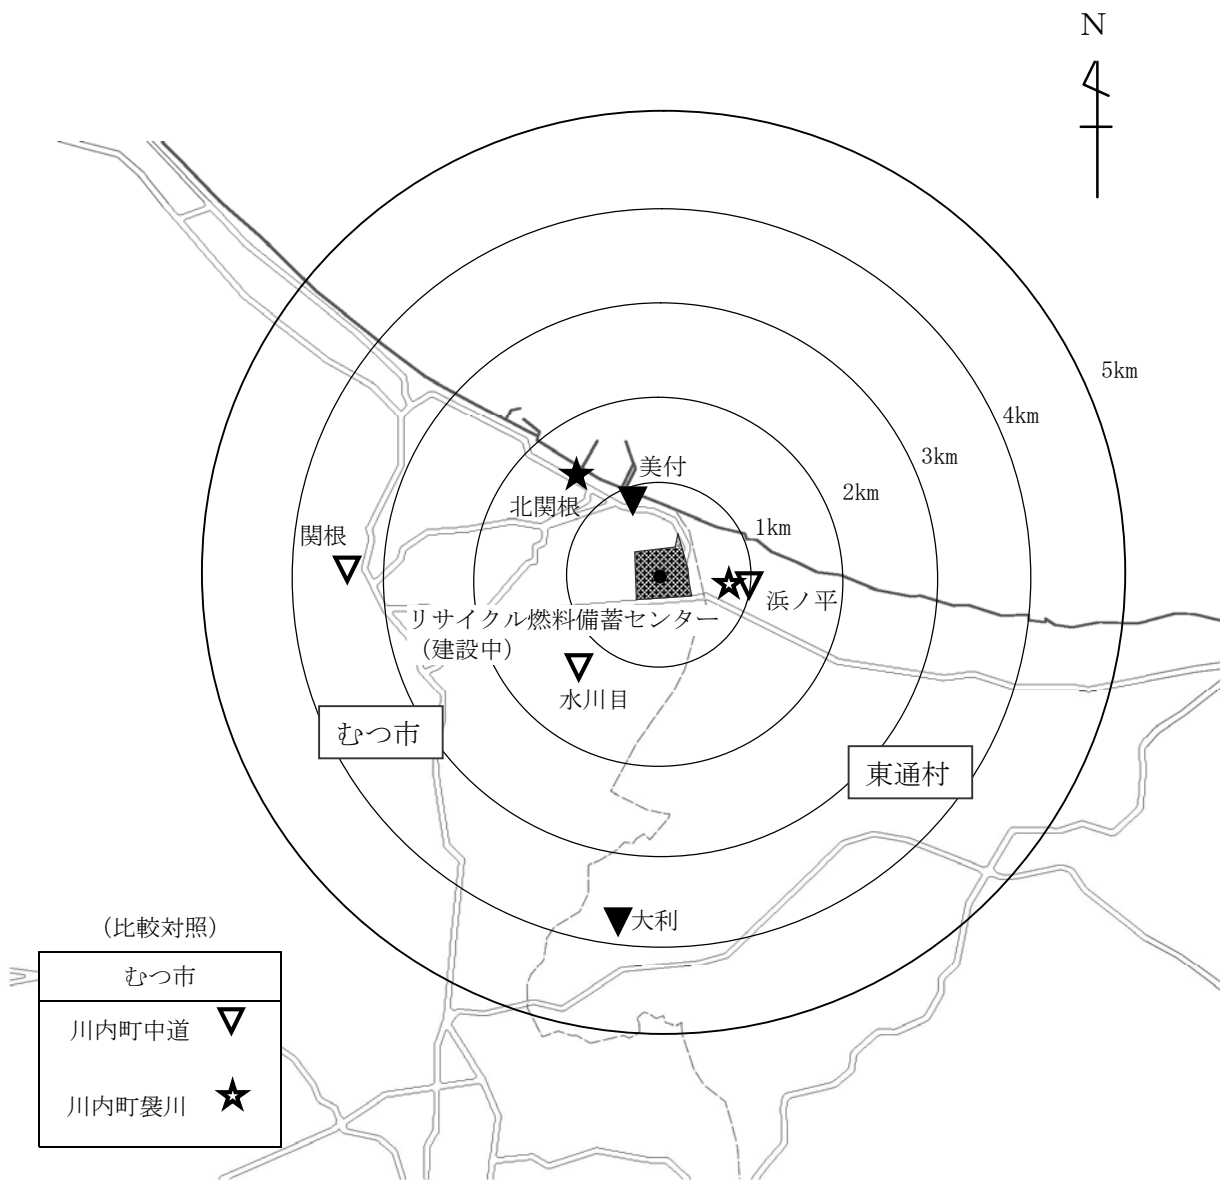 N
5km
4km
3km
2km
1km
美付
北関根
関根
浜ノ平
リサイクル燃料備蓄センター
(建設中)
水川目
むつ市
東通村
大利
(比較対照)
むつ市
川内町中道
川内町袰川